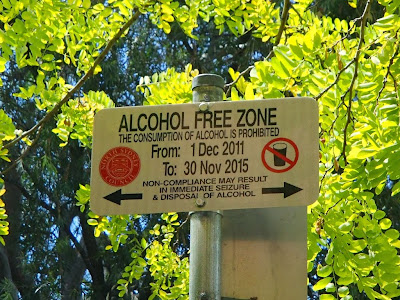 ALCOHOL FREE ZONE
THE CONSUMPTION OF ALCOHOL IS PROHIBITED
From: 1 Dec 2011
To: 30 Nov 2015
NON-COMPLIANCE MAY RESULT
IN IMMEDIATE SEIZURE
& DISPOSAL OF ALCOHOL